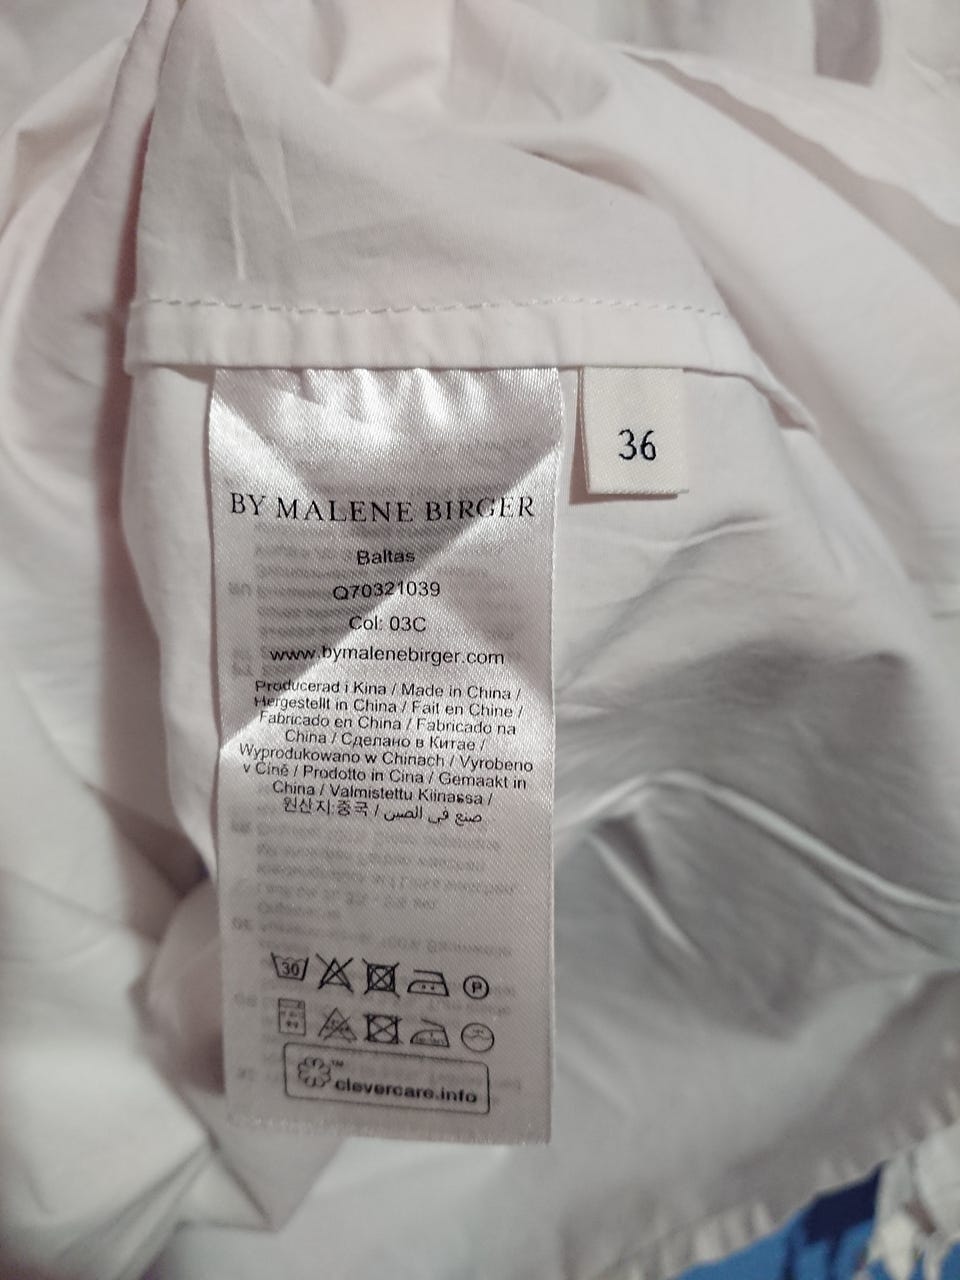 36
BY MALENE BIRGER
Baltas
Q70321039
Col: 03C
www.bymalenebirger.com
Producerad i Kina / Made in China /
Hergestellt in China / Fait en Chine /
Fabricado en China / Fabricado na
China / Сделано в Китае /
Wyprodukowano w Chinach / Vyrobeno
v Číně / Prodotto in Cina / Gemaakt in
China / Valmistettu Kiinassa /
원산지:중국 / صنع في الصين
30 P
™ clevercare.info